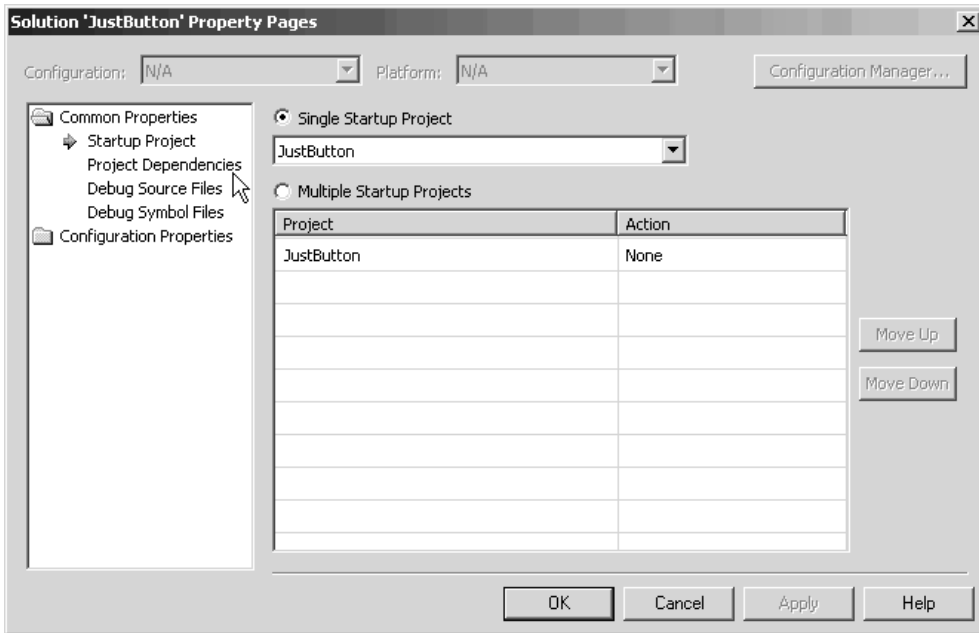 Solution 'JustButton' Property Pages
Configuration: N/A Platform: N/A Configuration Manager...
Common Properties
Startup Project
Project Dependencies
Debug Source Files
Debug Symbol Files
Configuration Properties
Single Startup Project
JustButton
Multiple Startup Projects
Project Action
JustButton None
Move Up
Move Down
OK Cancel Apply Help